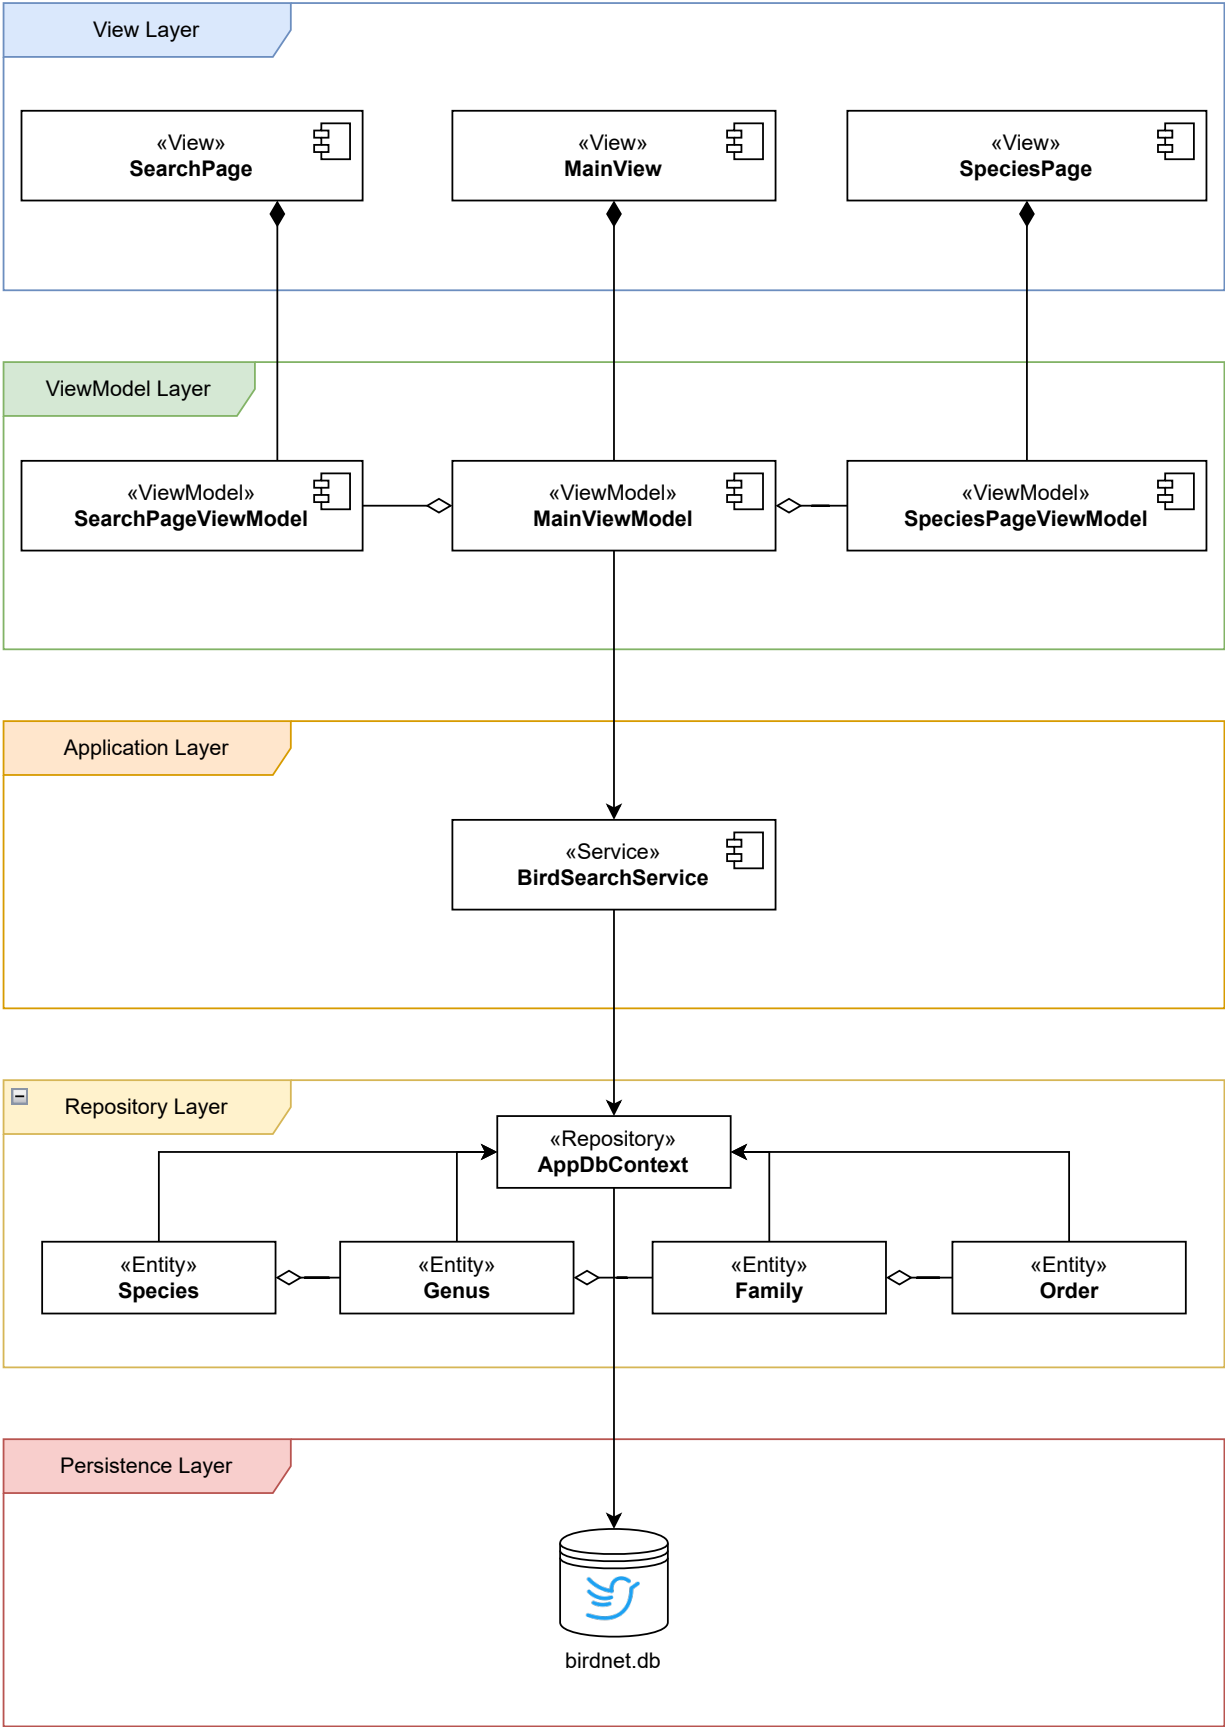 View Layer
«View»
SearchPage
«View»
MainView
«View»
SpeciesPage
ViewModel Layer
«ViewModel»
SearchPageViewModel
«ViewModel»
MainViewModel
«ViewModel»
SpeciesPageViewModel
Application Layer
«Service»
BirdSearchService
Repository Layer
«Repository»
AppDbContext
«Entity»
Species
«Entity»
Genus
«Entity»
Family
«Entity»
Order
Persistence Layer
birdnet.db